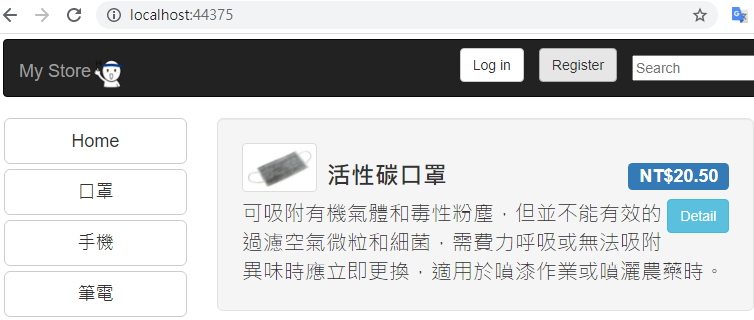 localhost:44375
My Store
Log in
Register
Search
Home
口罩
手機
筆電
活性碳口罩
NT$20.50
可吸附有機氣體和毒性粉塵，但並不能有效的
過濾空氣微粒和細菌，需費力呼吸或無法吸附
異味時應立即更換，適用於噴漆作業或噴灑農藥時。
Detail